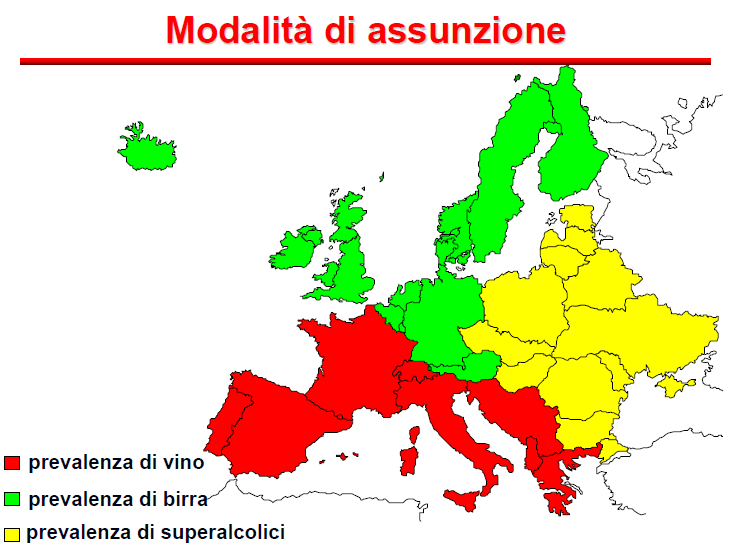 Modalità di assunzione
prevalenza di vino
prevalenza di birra
prevalenza di superalcolici